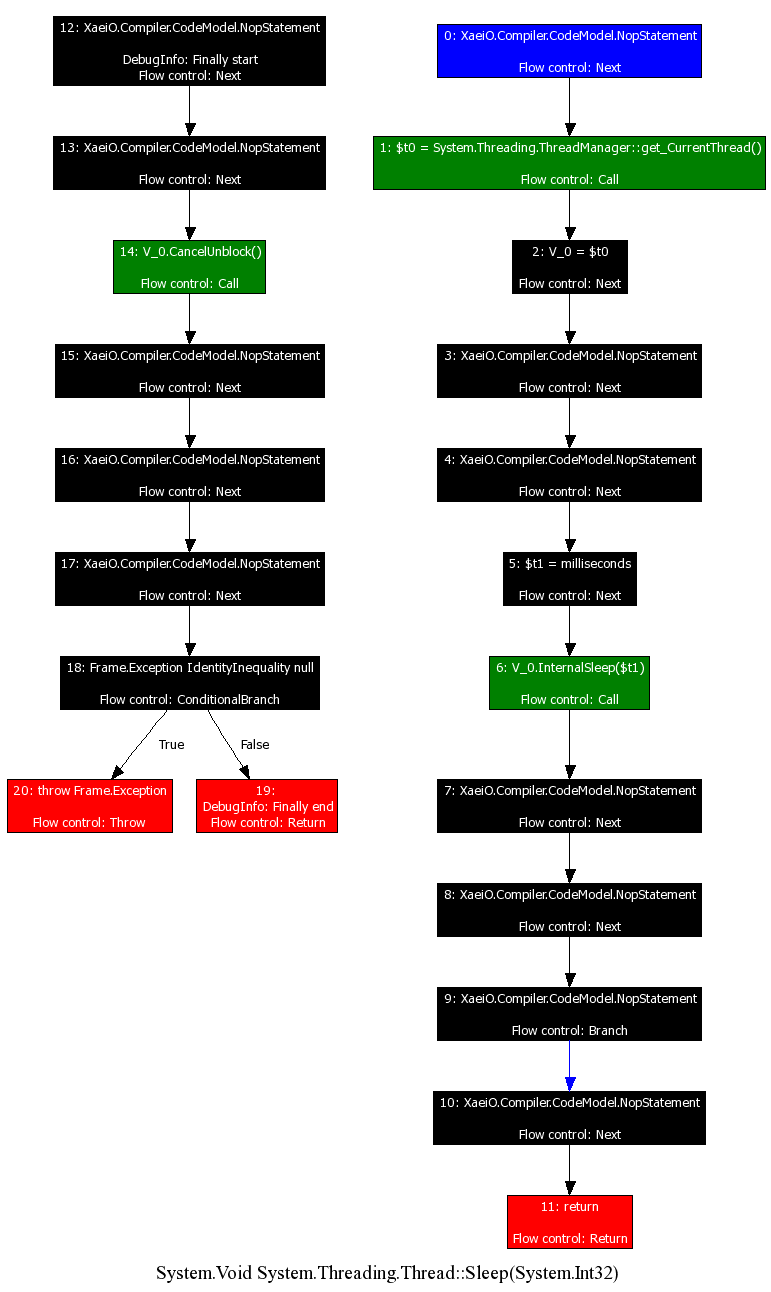 12: XaeiO.Compiler.CodeModel.NopStatement
DebugInfo: Finally start
Flow control: Next
13: XaeiO.Compiler.CodeModel.NopStatement
Flow control: Next
14: V_0.CancelUnblock()
Flow control: Call
15: XaeiO.Compiler.CodeModel.NopStatement
Flow control: Next
16: XaeiO.Compiler.CodeModel.NopStatement
Flow control: Next
17: XaeiO.Compiler.CodeModel.NopStatement
Flow control: Next
18: Frame.Exception IdentityInequality null
Flow control: ConditionalBranch
True
False
20: throw Frame.Exception
Flow control: Throw
19:
DebugInfo: Finally end
Flow control: Return
0: XaeiO.Compiler.CodeModel.NopStatement
Flow control: Next
1: $t0 = System.Threading.ThreadManager::get_CurrentThread()
Flow control: Call
2: V_0 = $t0
Flow control: Next
3: XaeiO.Compiler.CodeModel.NopStatement
Flow control: Next
4: XaeiO.Compiler.CodeModel.NopStatement
Flow control: Next
5: $t1 = milliseconds
Flow control: Next
6: V_0.InternalSleep($t1)
Flow control: Call
7: XaeiO.Compiler.CodeModel.NopStatement
Flow control: Next
8: XaeiO.Compiler.CodeModel.NopStatement
Flow control: Next
9: XaeiO.Compiler.CodeModel.NopStatement
Flow control: Branch
10: XaeiO.Compiler.CodeModel.NopStatement
Flow control: Next
11: return
Flow control: Return
System.Void System.Threading.Thread::Sleep(System.Int32)